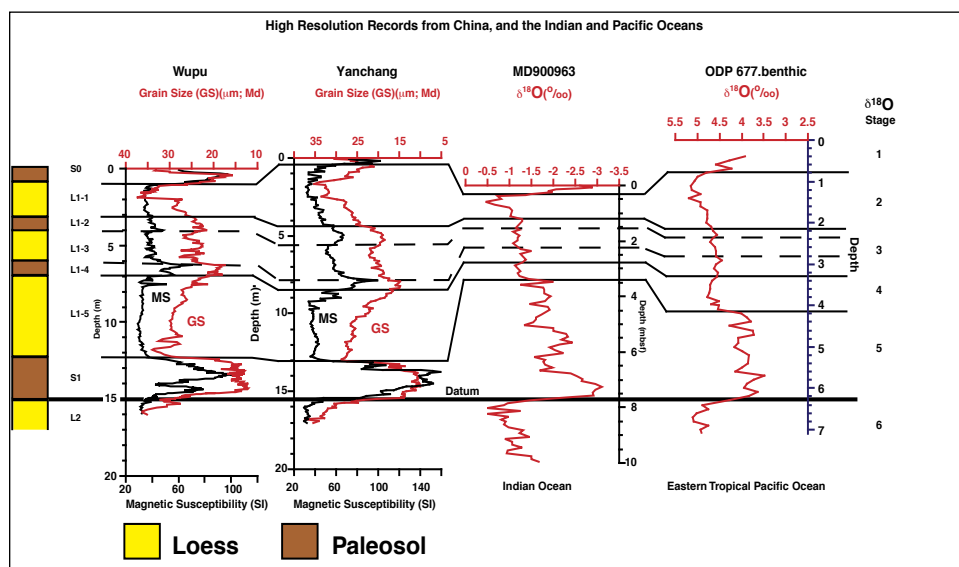 High Resolution Records from China, and the Indian and Pacific Oceans
Wupu
Grain Size (GS)(μm; Md)
40 30 20 10
Yanchang
Grain Size (GS)(μm; Md)
35 25 15 5
MD900963
δ18O(o/oo)
0 -0.5 -1 -1.5 -2 -2.5 -3 -3.5
ODP 677.benthic
δ18O(o/oo)
5.5 5 4.5 4 3.5 3 2.5
δ18O
Stage
S0
L1-1
L1-2
L1-3
L1-4
L1-5
S1
L2
0
5
10
15
20
Depth (m)
MS
GS
20 60 100
Magnetic Susceptibility (SI)
0
5
10
15
20
Depth (m)
MS
GS
20 60 100 140
Magnetic Susceptibility (SI)
Datum
0
2
4
6
8
10
Depth (mbsf)
Indian Ocean
0
1
2
3
4
5
6
7
Depth
Eastern Tropical Pacific Ocean
1
2
3
4
5
6
Loess
Paleosol